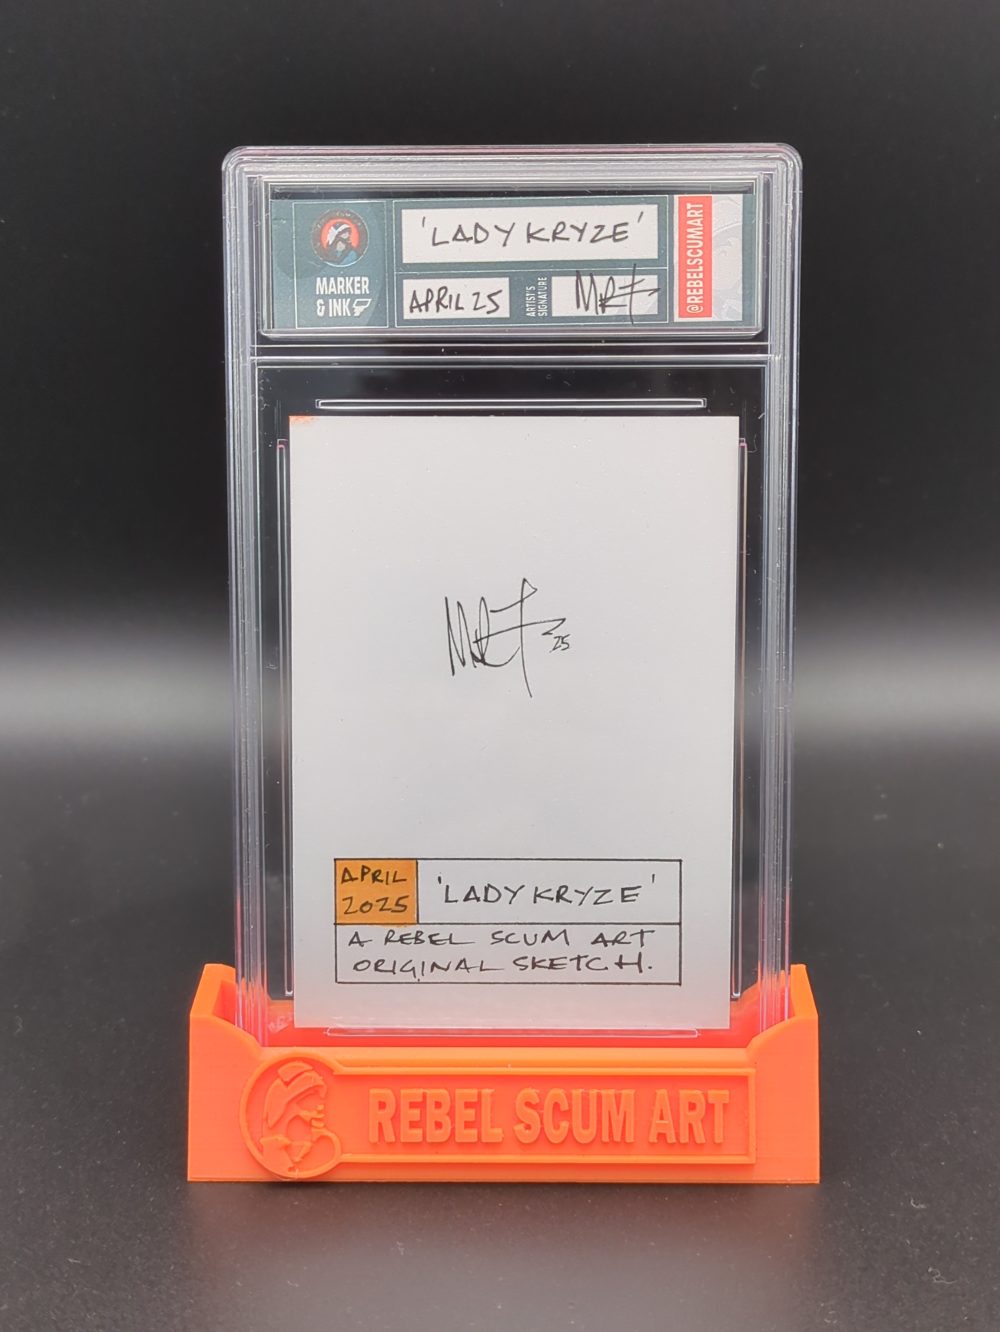 'LADY KRYZE'
MARKER
& INK
APRIL 25
ARTIST'S
SIGNATURE
@REBELSCUMART
25
APRIL
2025
'LADY KRYZE'
A REBEL SCUM ART
ORIGINAL SKETCH.
REBEL SCUM ART